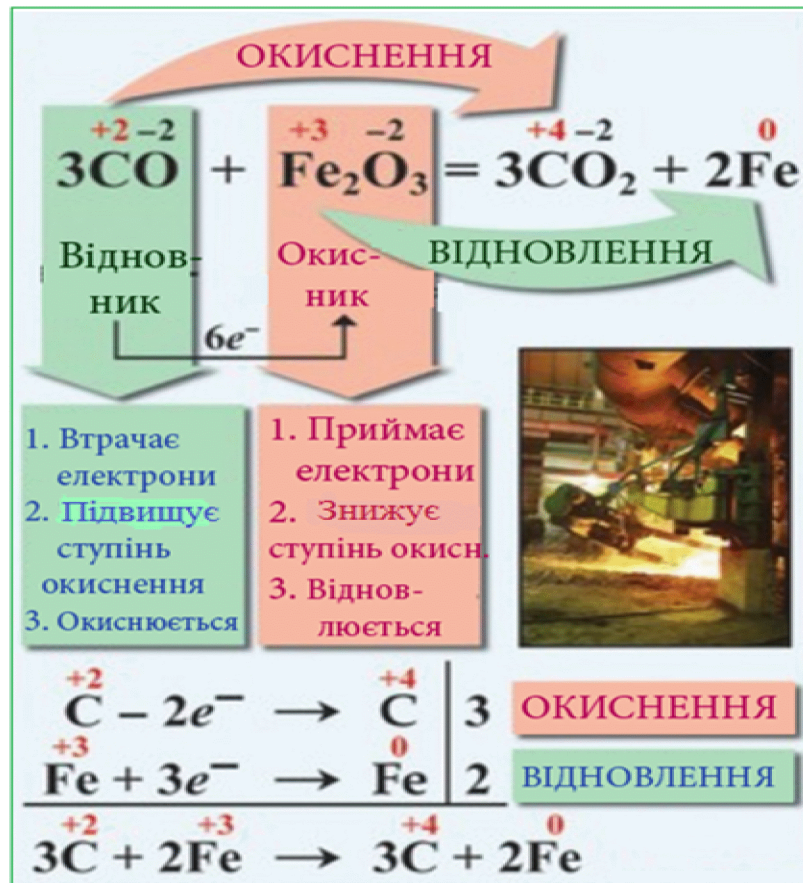 ОКИСНЕННЯ
+2 −2 +3 −2 +4 −2 0
3CO + Fe₂O₃ = 3CO₂ + 2Fe
Віднов-
ник
Окис-
ник
ВІДНОВЛЕННЯ
6e⁻
1. Втрачає
електрони
2. Підвищує
ступінь
окиснення
3. Окиснюється
1. Приймає
електрони
2. Знижує
ступінь окисн.
3. Віднов-
люється
+2 +4
C − 2e⁻ → C | 3 ОКИСНЕННЯ
+3 0
Fe + 3e⁻ → Fe | 2 ВІДНОВЛЕННЯ
+2 +3 +4 0
3C + 2Fe → 3C + 2Fe